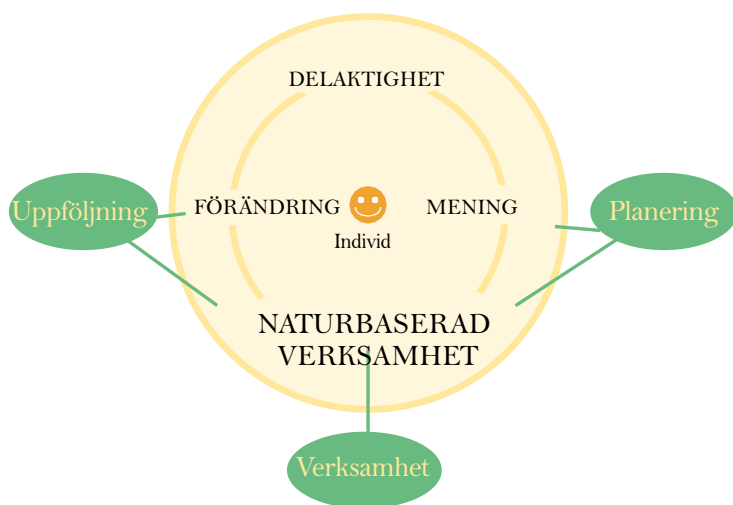 DELAKTIGHET
Uppföljning
FÖRÄNDRING
MENING
Planering
Individ
NATURBASERAD
VERKSAMHET
Verksamhet